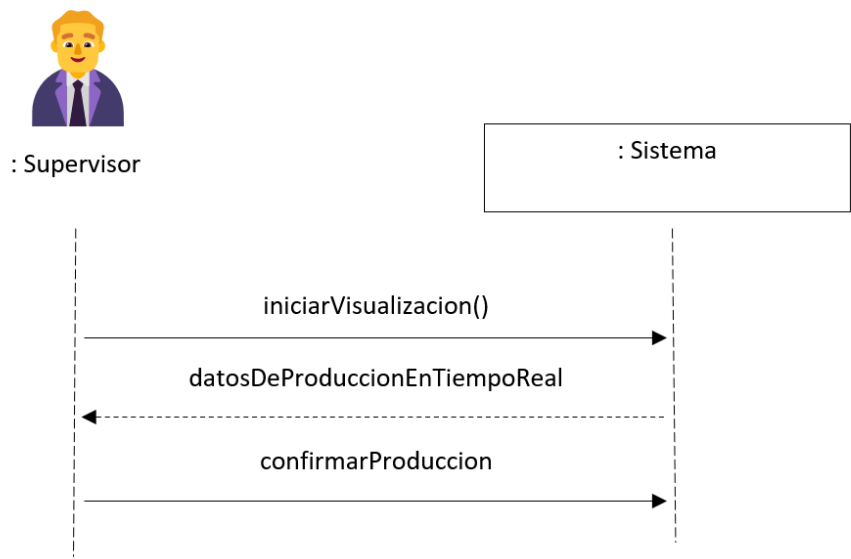 : Supervisor
: Sistema
iniciarVisualizacion()
datosDeProduccionEnTiempoReal
confirmarProduccion